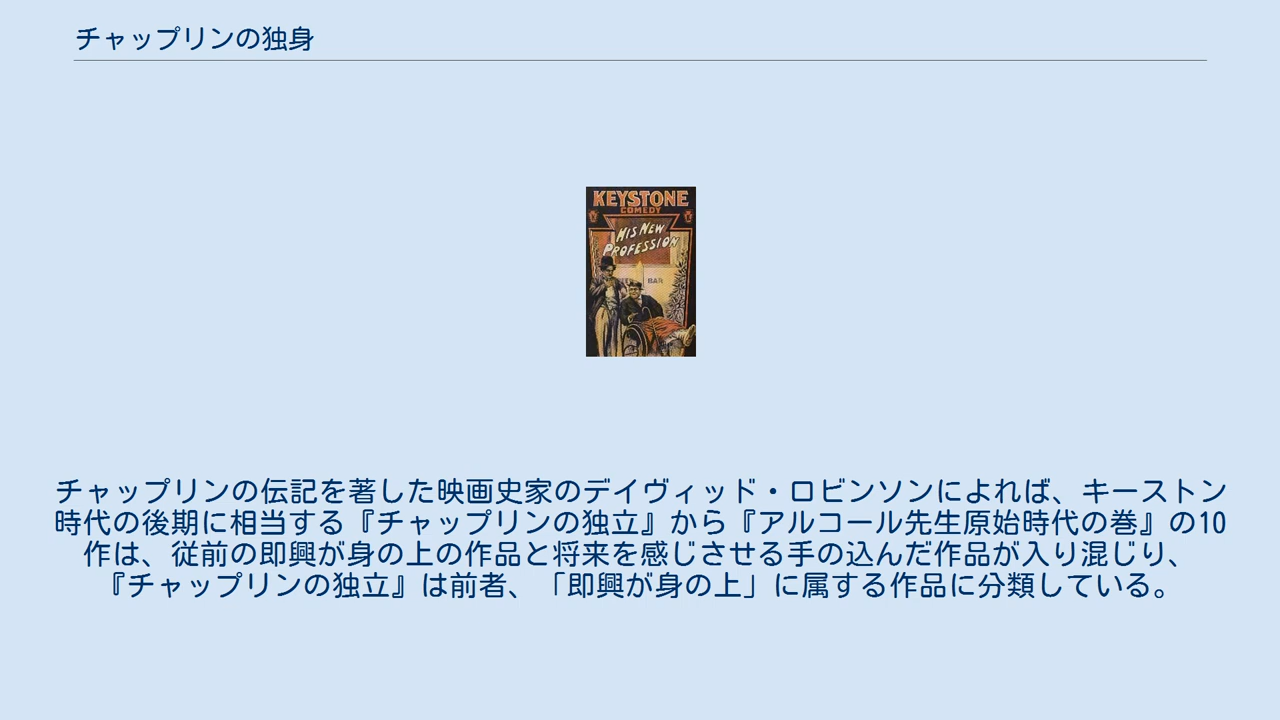 チャップリンの独身
KEYSTONE
COMEDY
HIS NEW
PROFESSION
BAR
チャップリンの伝記を著した映画史家のデイヴィッド・ロビンソンによれば、キーストン
時代の後期に相当する『チャップリンの独立』から『アルコール先生原始時代の巻』の10
作は、従前の即興が身の上の作品と将来を感じさせる手の込んだ作品が入り混じり、
『チャップリンの独立』は前者、「即興が身の上」に属する作品に分類している。